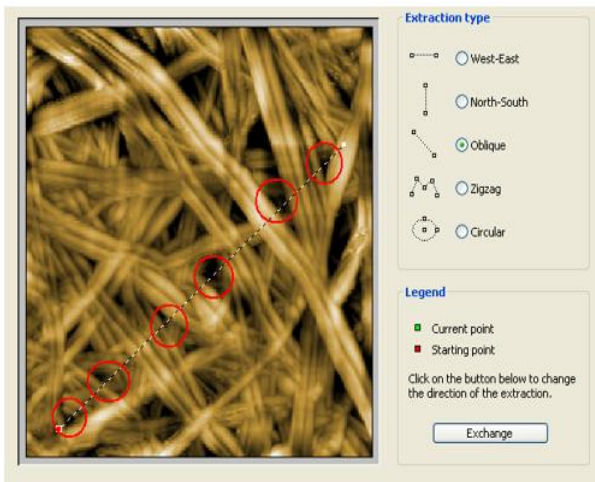 Extraction type
West-East
North-South
Oblique
Zigzag
Circular
Legend
Current point
Starting point
Click on the button below to change
the direction of the extraction.
Exchange